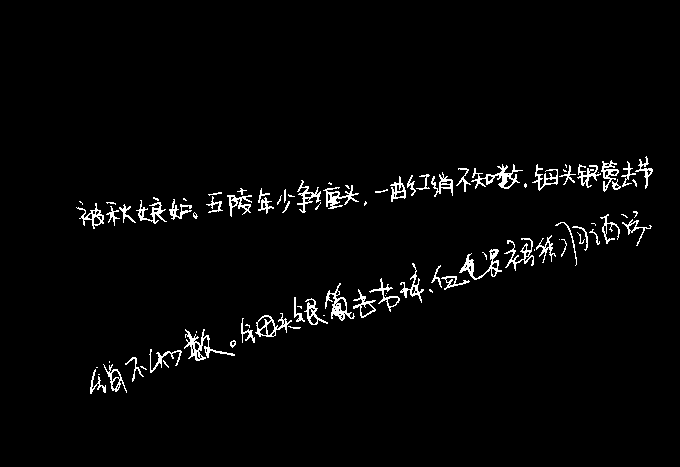 被秋娘妒。五陵年少争缠头,一曲红绡不知数,钿头银篦击节
绡不知数。钿头银篦击节碎,血色罗裙翻酒污